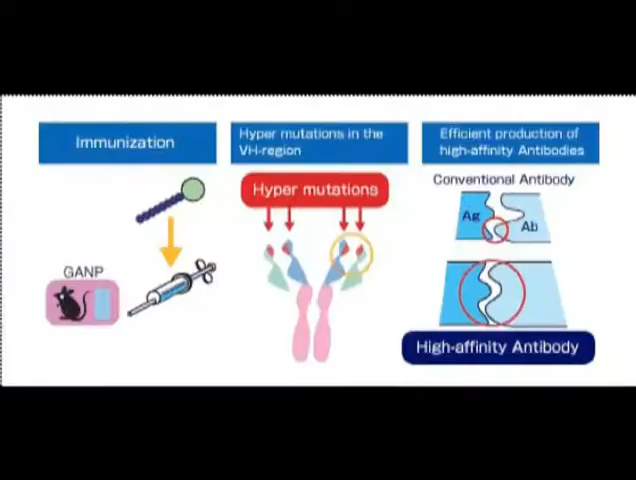 Immunization
GANP
Hyper mutations in the
VH-region
Hyper mutations
Efficient production of
high-affinity Antibodies
Conventional Antibody
Ag
Ab
High-affinity Antibody